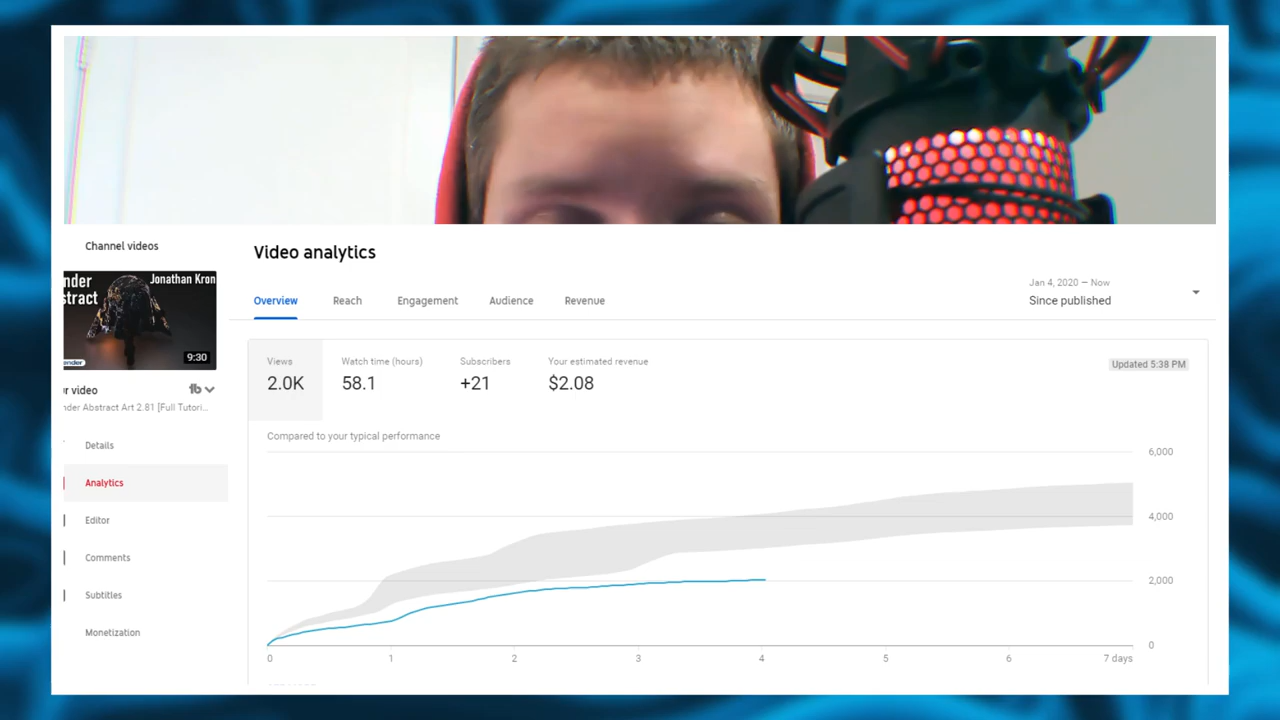 Channel videos
Video analytics
nder
stract
Jonathan Kron
ender
9:30
Overview
Reach
Engagement
Audience
Revenue
Jan 4, 2020 – Now
Since published
Views
2.0K
Watch time (hours)
58.1
Subscribers
+21
Your estimated revenue
$2.08
Updated 5:38 PM
r video
nder Abstract Art 2.81 [Full Tutori...
Details
Analytics
Editor
Comments
Subtitles
Monetization
Compared to your typical performance
6,000
4,000
2,000
0
0
1
2
3
4
5
6
7 days